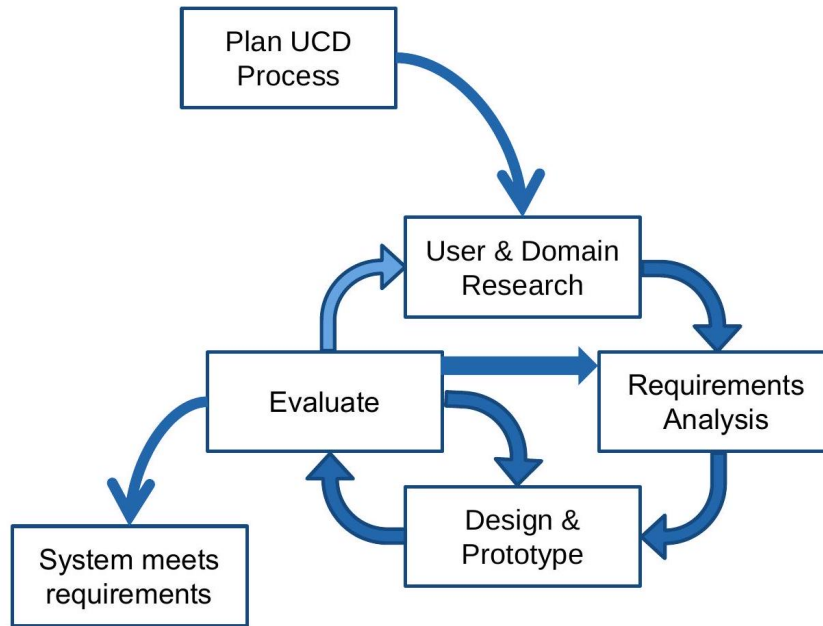 Plan UCD
Process
User & Domain
Research
Evaluate
Requirements
Analysis
Design &
Prototype
System meets
requirements